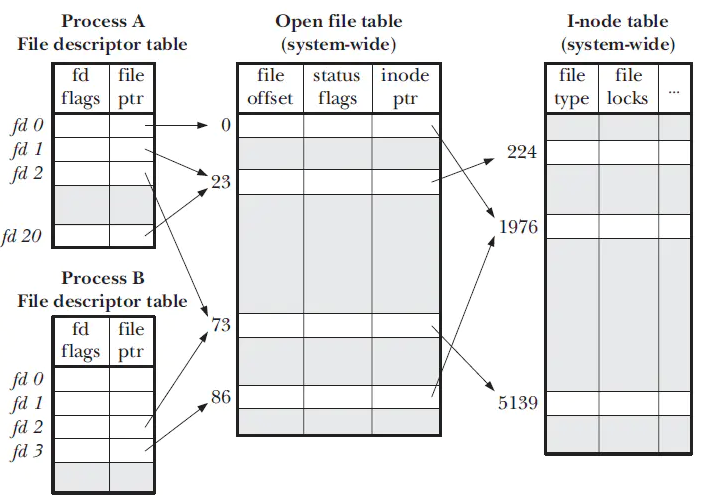 Process A
File descriptor table
fd flags
file ptr
fd 0
fd 1
fd 2
fd 20
Process B
File descriptor table
fd flags
file ptr
fd 0
fd 1
fd 2
fd 3
Open file table
(system-wide)
file offset
status flags
inode ptr
0
23
73
86
I-node table
(system-wide)
file type
file locks
...
224
1976
5139